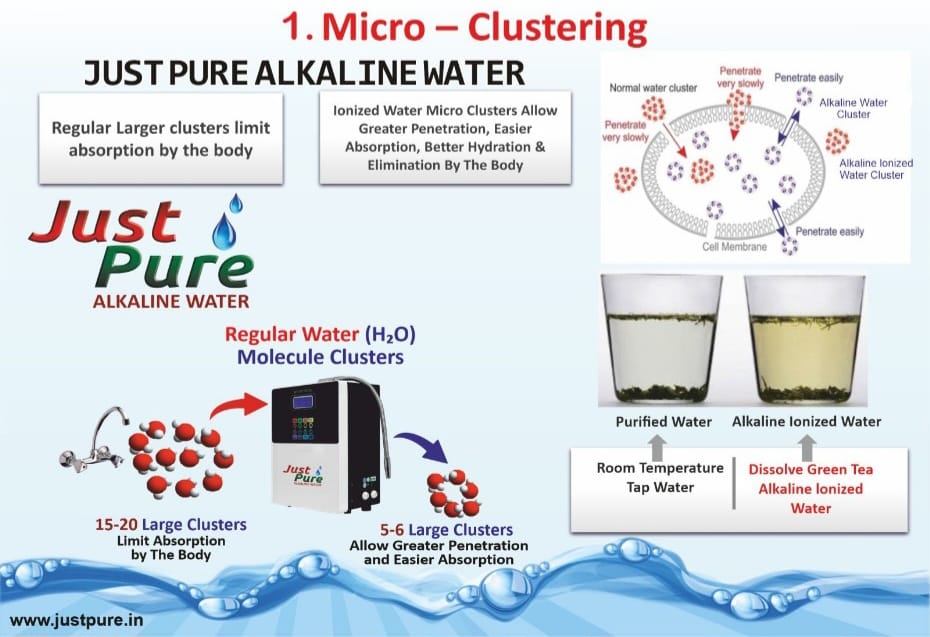 1. Micro – Clustering
JUST PURE ALKALINE WATER
Regular Larger clusters limit
absorption by the body
Ionized Water Micro Clusters Allow
Greater Penetration, Easier
Absorption, Better Hydration &
Elimination By The Body
Normal water cluster
Penetrate
very slowly
Penetrate easily
Alkaline Water
Cluster
Penetrate
very slowly
Alkaline Ionized
Water Cluster
Penetrate easily
Cell Membrane
Just
Pure
ALKALINE WATER
Regular Water (H₂O)
Molecule Clusters
Just
Pure
ALKALINE WATER
15-20 Large Clusters
Limit Absorption
by The Body
5-6 Large Clusters
Allow Greater Penetration
and Easier Absorption
Purified Water
Alkaline Ionized Water
Room Temperature
Tap Water
Dissolve Green Tea
Alkaline Ionized
Water
www.justpure.in